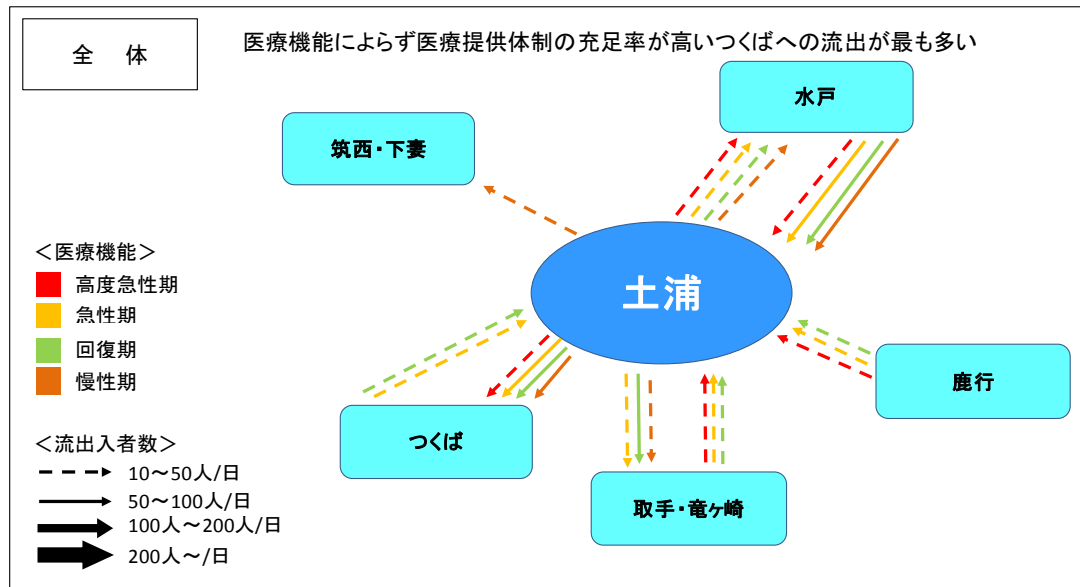 全　体
医療機能によらず医療提供体制の充足率が高いつくばへの流出が最も多い
水戸
筑西・下妻
土浦
＜医療機能＞
高度急性期
急性期
回復期
慢性期
鹿行
つくば
取手・竜ヶ崎
＜流出入者数＞
10～50人/日
50～100人/日
100人～200人/日
200人～/日